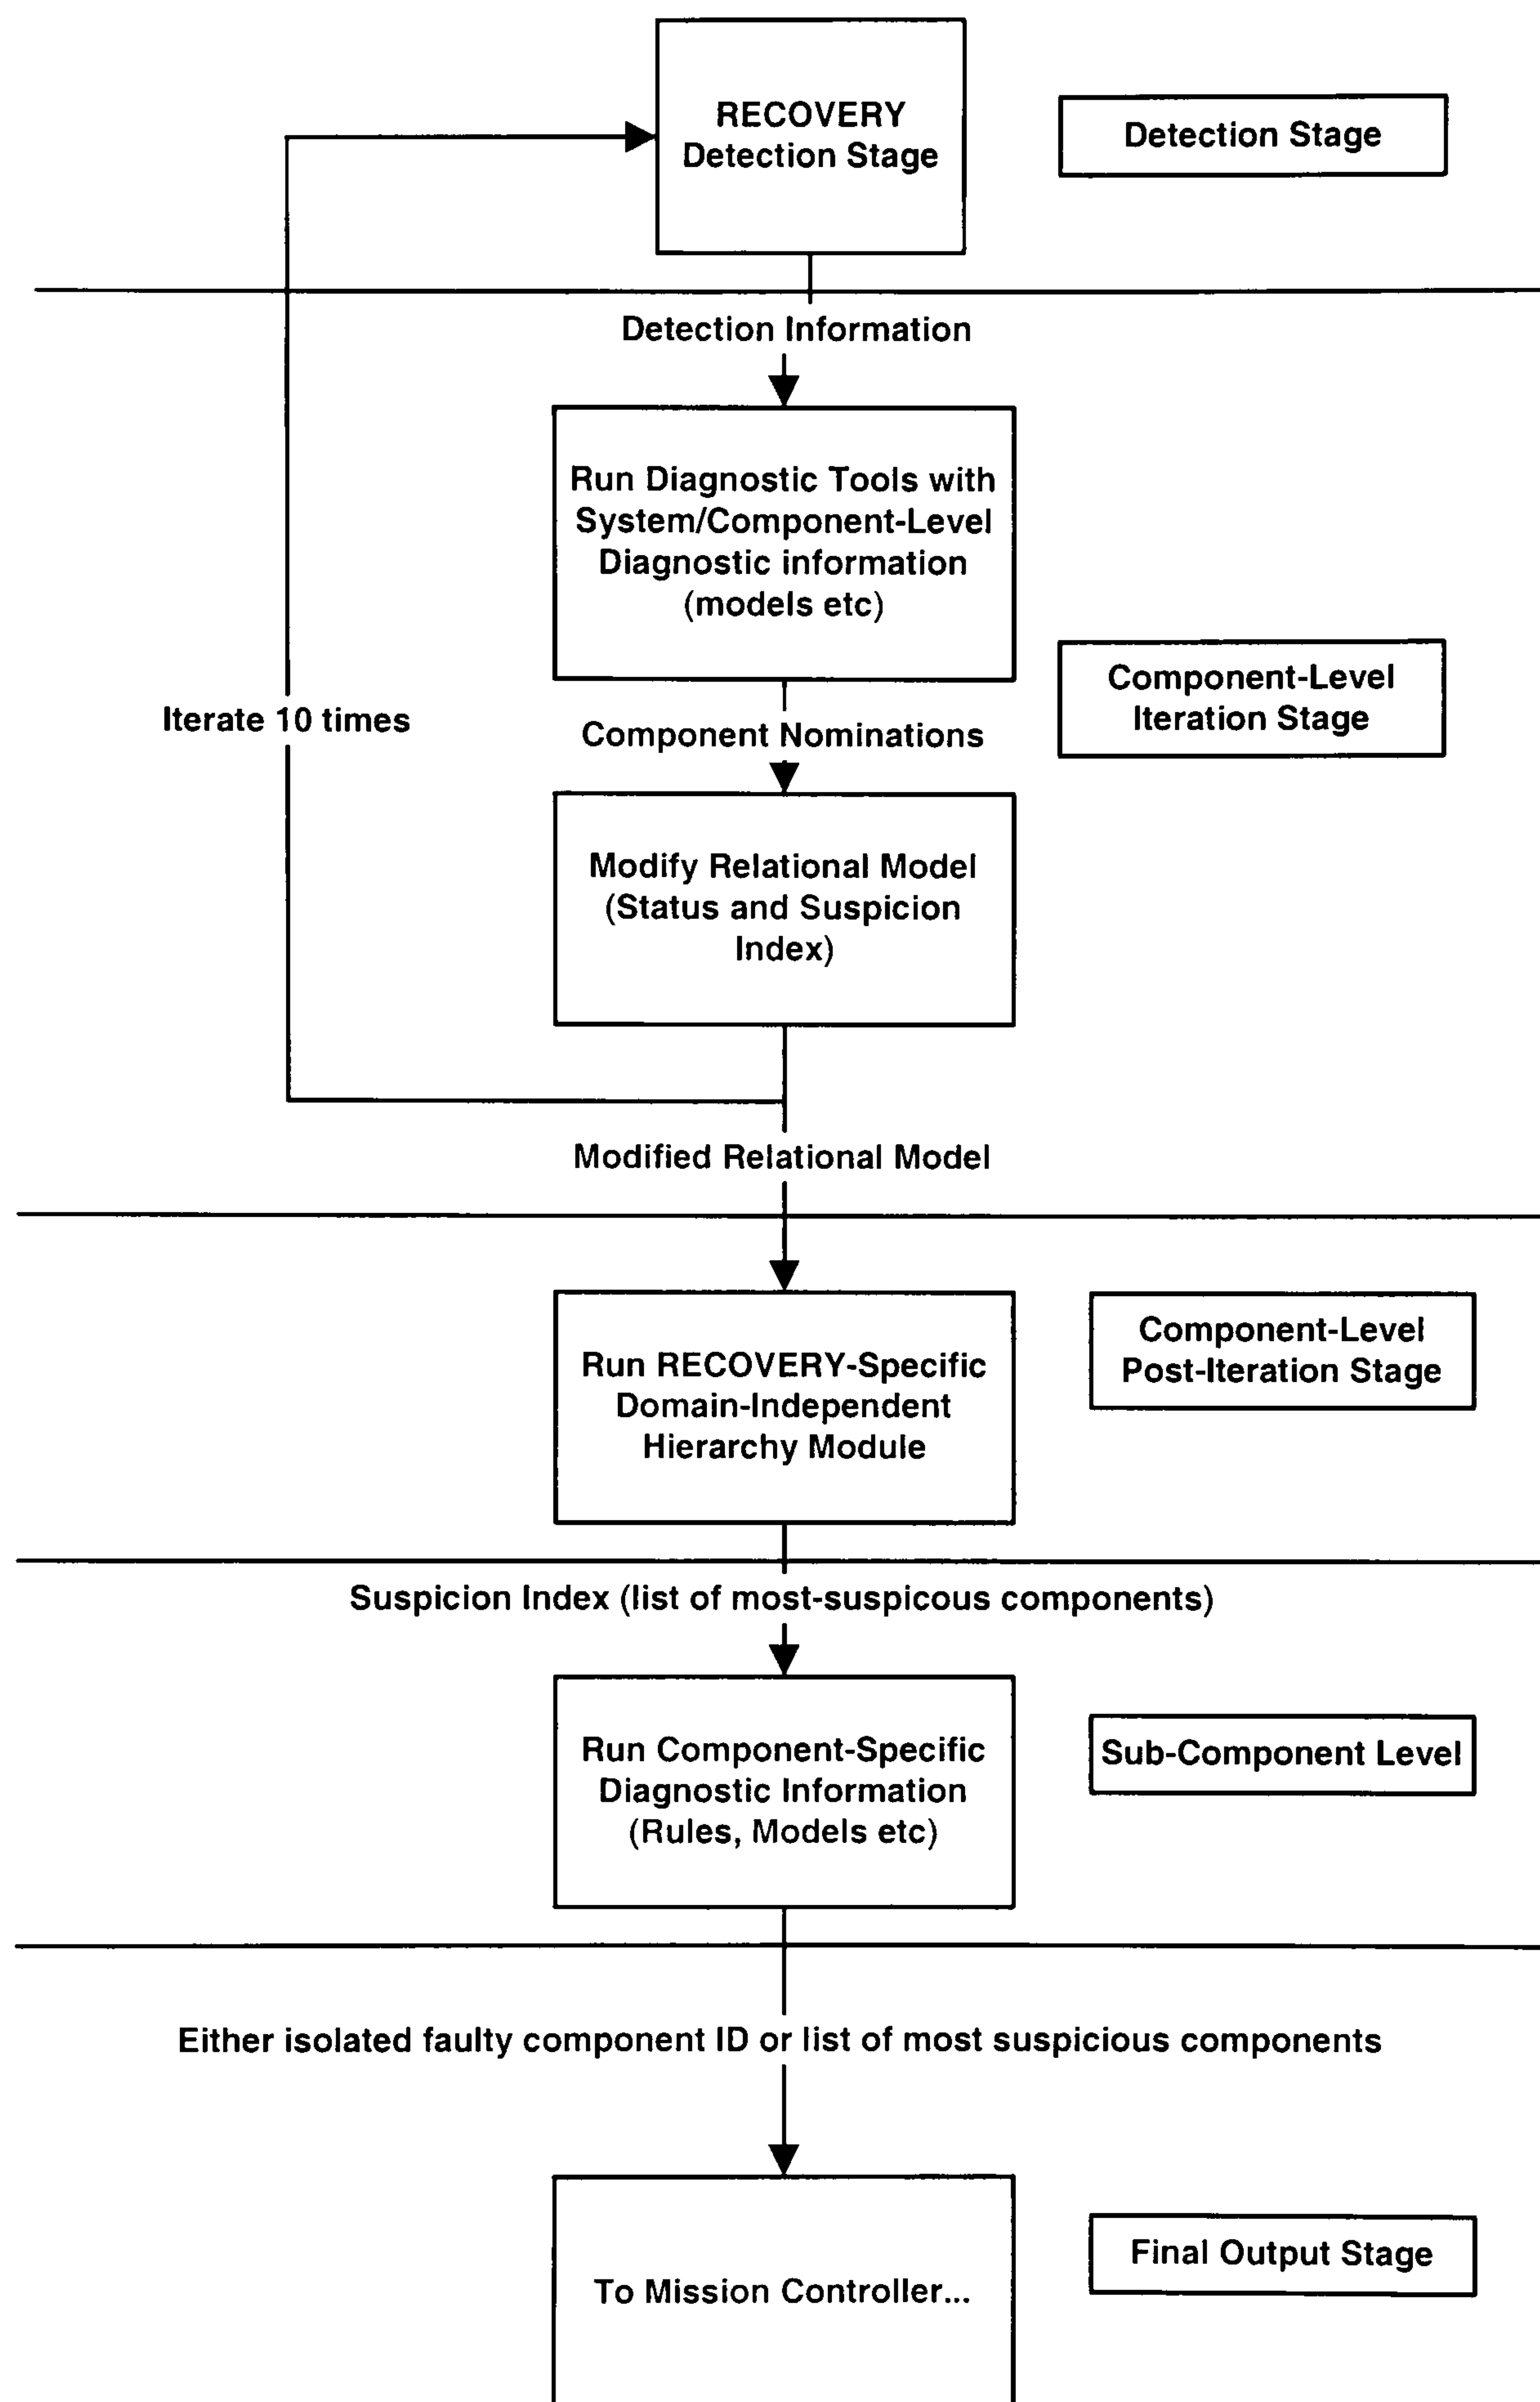 RECOVERY
Detection Stage
Detection Stage
Detection Information
Run Diagnostic Tools with
System/Component-Level
Diagnostic information
(models etc)
Component-Level
Iteration Stage
Iterate 10 times
Component Nominations
Modify Relational Model
(Status and Suspicion
Index)
Modified Relational Model
Run RECOVERY-Specific
Domain-Independent
Hierarchy Module
Component-Level
Post-Iteration Stage
Suspicion Index (list of most-suspicous components)
Run Component-Specific
Diagnostic Information
(Rules, Models etc)
Sub-Component Level
Either isolated faulty component ID or list of most suspicious components
To Mission Controller...
Final Output Stage